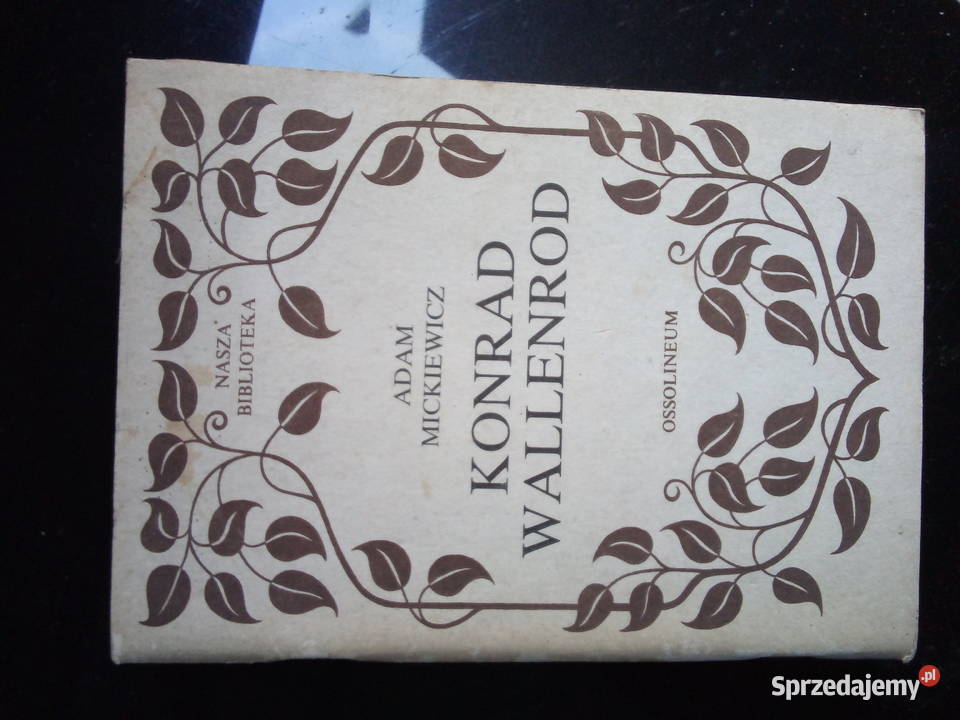 NASZA
BIBLIOTEKA
ADAM
MICKIEWICZ
KONRAD
WALLENROD
OSSOLINEUM
Sprzedajemy.pl